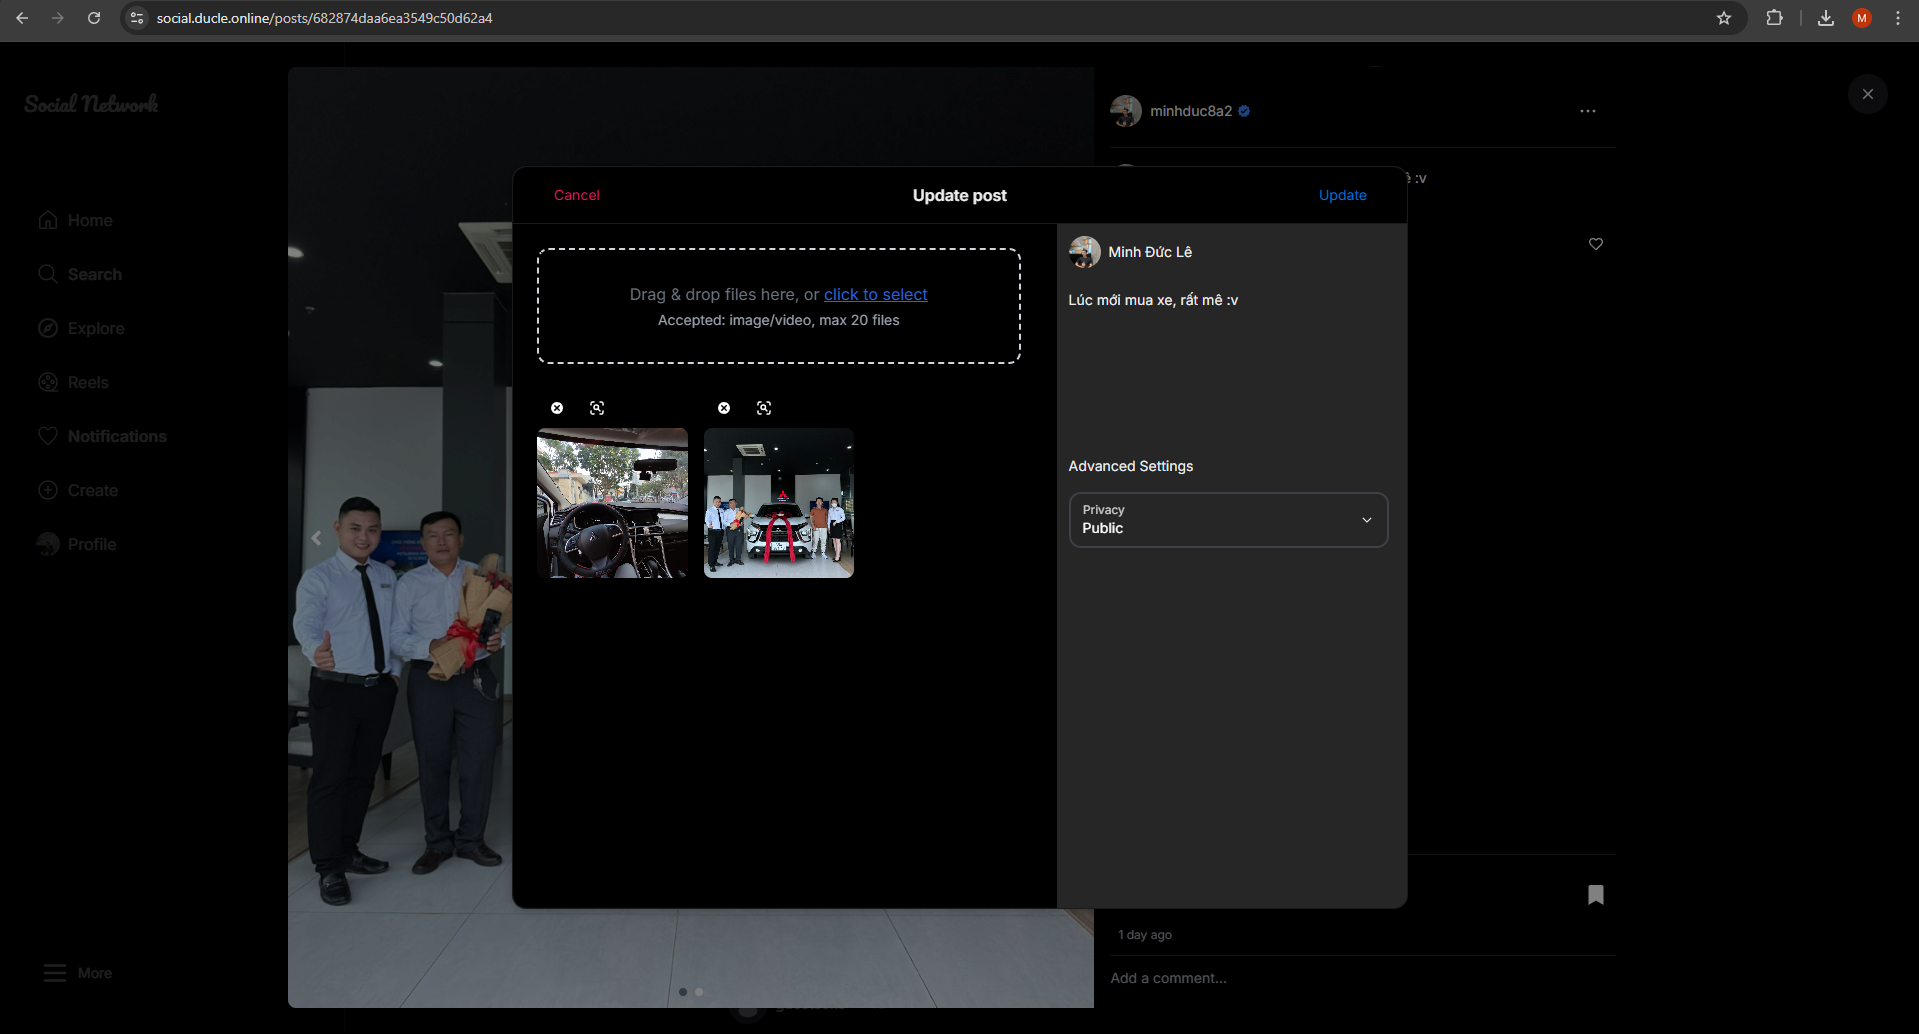 social.ducle.online/posts/682874daa6ea3549c50d62a4
M
Social Network
Home
Search
Explore
Reels
Notifications
Create
Profile
More
minhduc8a2
ê :v
Cancel
Update post
Update
Drag & drop files here, or click to select
Accepted: image/video, max 20 files
Minh Đức Lê
Lúc mới mua xe, rất mê :v
Advanced Settings
Privacy
Public
1 day ago
Add a comment...